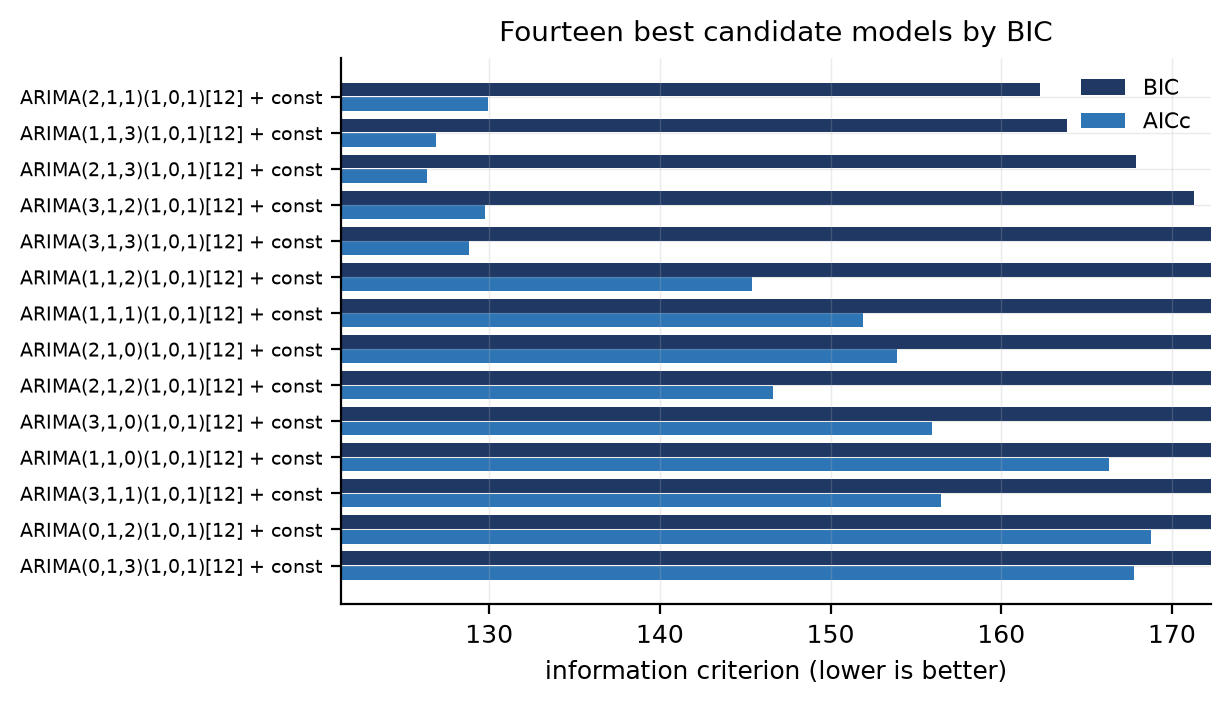 Fourteen best candidate models by BIC
BIC
AICc
ARIMA(2,1,1)(1,0,1)[12] + const
ARIMA(1,1,3)(1,0,1)[12] + const
ARIMA(2,1,3)(1,0,1)[12] + const
ARIMA(3,1,2)(1,0,1)[12] + const
ARIMA(3,1,3)(1,0,1)[12] + const
ARIMA(1,1,2)(1,0,1)[12] + const
ARIMA(1,1,1)(1,0,1)[12] + const
ARIMA(2,1,0)(1,0,1)[12] + const
ARIMA(2,1,2)(1,0,1)[12] + const
ARIMA(3,1,0)(1,0,1)[12] + const
ARIMA(1,1,0)(1,0,1)[12] + const
ARIMA(3,1,1)(1,0,1)[12] + const
ARIMA(0,1,2)(1,0,1)[12] + const
ARIMA(0,1,3)(1,0,1)[12] + const
130 140 150 160 170
information criterion (lower is better)